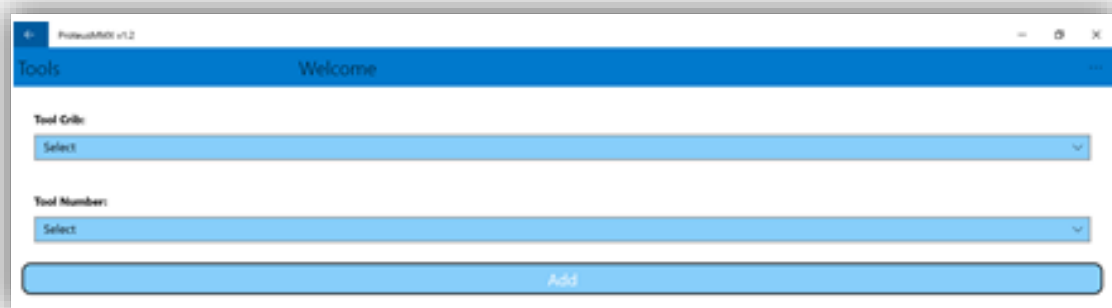 ProteusMMX v1.2
Tools Welcome
Tool Crib:
Select
Tool Number:
Select
Add